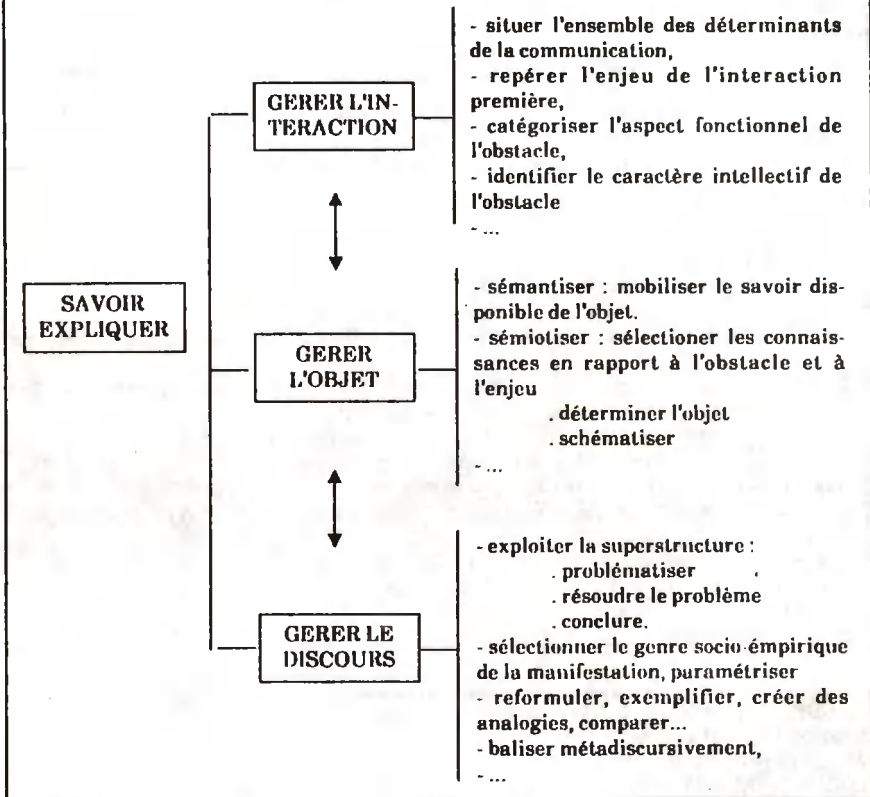 - situer l'ensemble des déterminants
de la communication,
- repérer l'enjeu de l'interaction
première,
- catégoriser l'aspect fonctionnel de
l'obstacle,
- identifier le caractère intellectif de
l'obstacle
- ...
GERER L'IN-
TERACTION
SAVOIR
EXPLIQUER
- sémantiser : mobiliser le savoir dis-
ponible de l'objet.
- sémiotiser : sélectioner les connais-
sances en rapport à l'obstacle et à
l'enjeu
. déterminer l'objet
. schématiser
- ...
GERER
L'OBJET
- exploiter la superstructure :
. problématiser
. résoudre le problème
. conclure.
- sélectionner le genre socio-émpirique
de la manifestation, paramétriser
- reformuler, exemplifier, créer des
analogies, comparer...
- baliser métadiscursivement,
- ...
GERER LE
DISCOURS